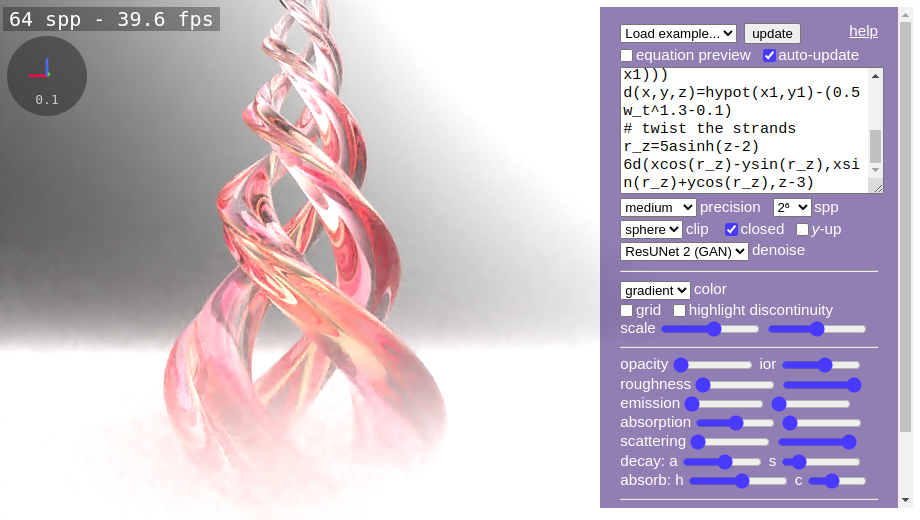 64 spp - 39.6 fps
0.1
Load example...
update
help
equation preview
auto-update
x1)))
d(x,y,z)=hypot(x1,y1)-(0.5
w_t^1.3-0.1)
# twist the strands
r_z=5asinh(z-2)
6d(xcos(r_z)-ysin(r_z),xsi
n(r_z)+ycos(r_z),z-3)
medium precision 2⁶ spp
sphere clip closed y-up
ResUNet 2 (GAN) denoise
gradient color
grid highlight discontinuity
scale
opacity ior
roughness
emission
absorption
scattering
decay: a s
absorb: h c